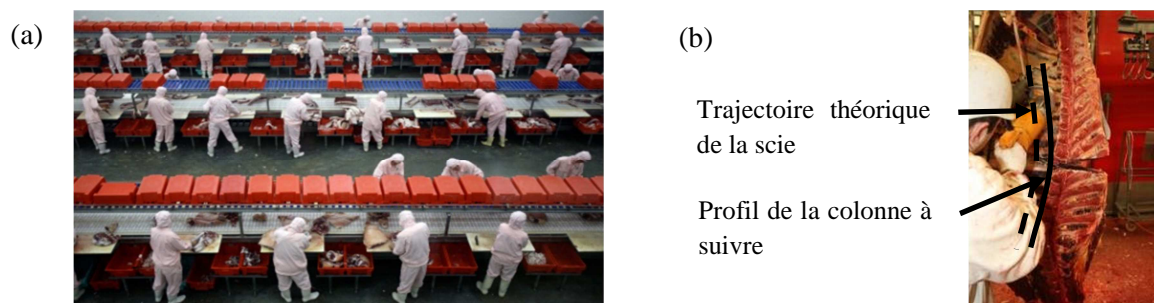 (a)
(b)
Trajectoire théorique
de la scie
Profil de la colonne à
suivre